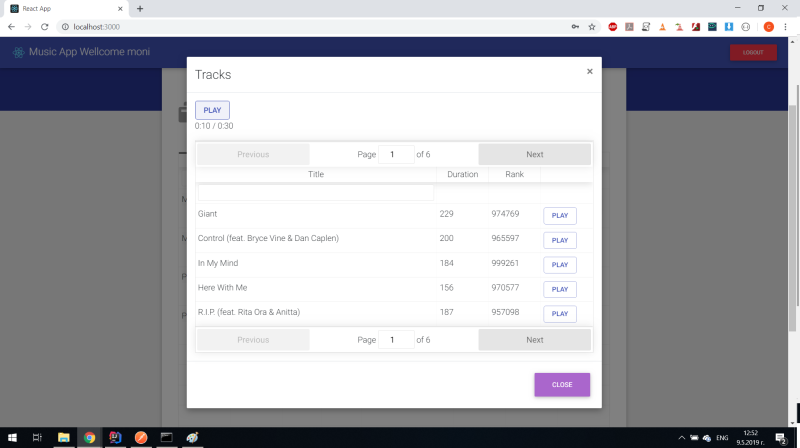 React App
localhost:3000
ABP
C
Music App Wellcome moni
LOGOUT
Tracks
×
PLAY
0:10 / 0:30
Previous
Page 1 of 6
Next
Title Duration Rank
Giant 229 974769 PLAY
Control (feat. Bryce Vine & Dan Caplen) 200 965597 PLAY
In My Mind 184 999261 PLAY
Here With Me 156 970577 PLAY
R.I.P. (feat. Rita Ora & Anitta) 187 957098 PLAY
Previous
Page 1 of 6
Next
CLOSE
ENG
12:52
9.5.2019 г.
2